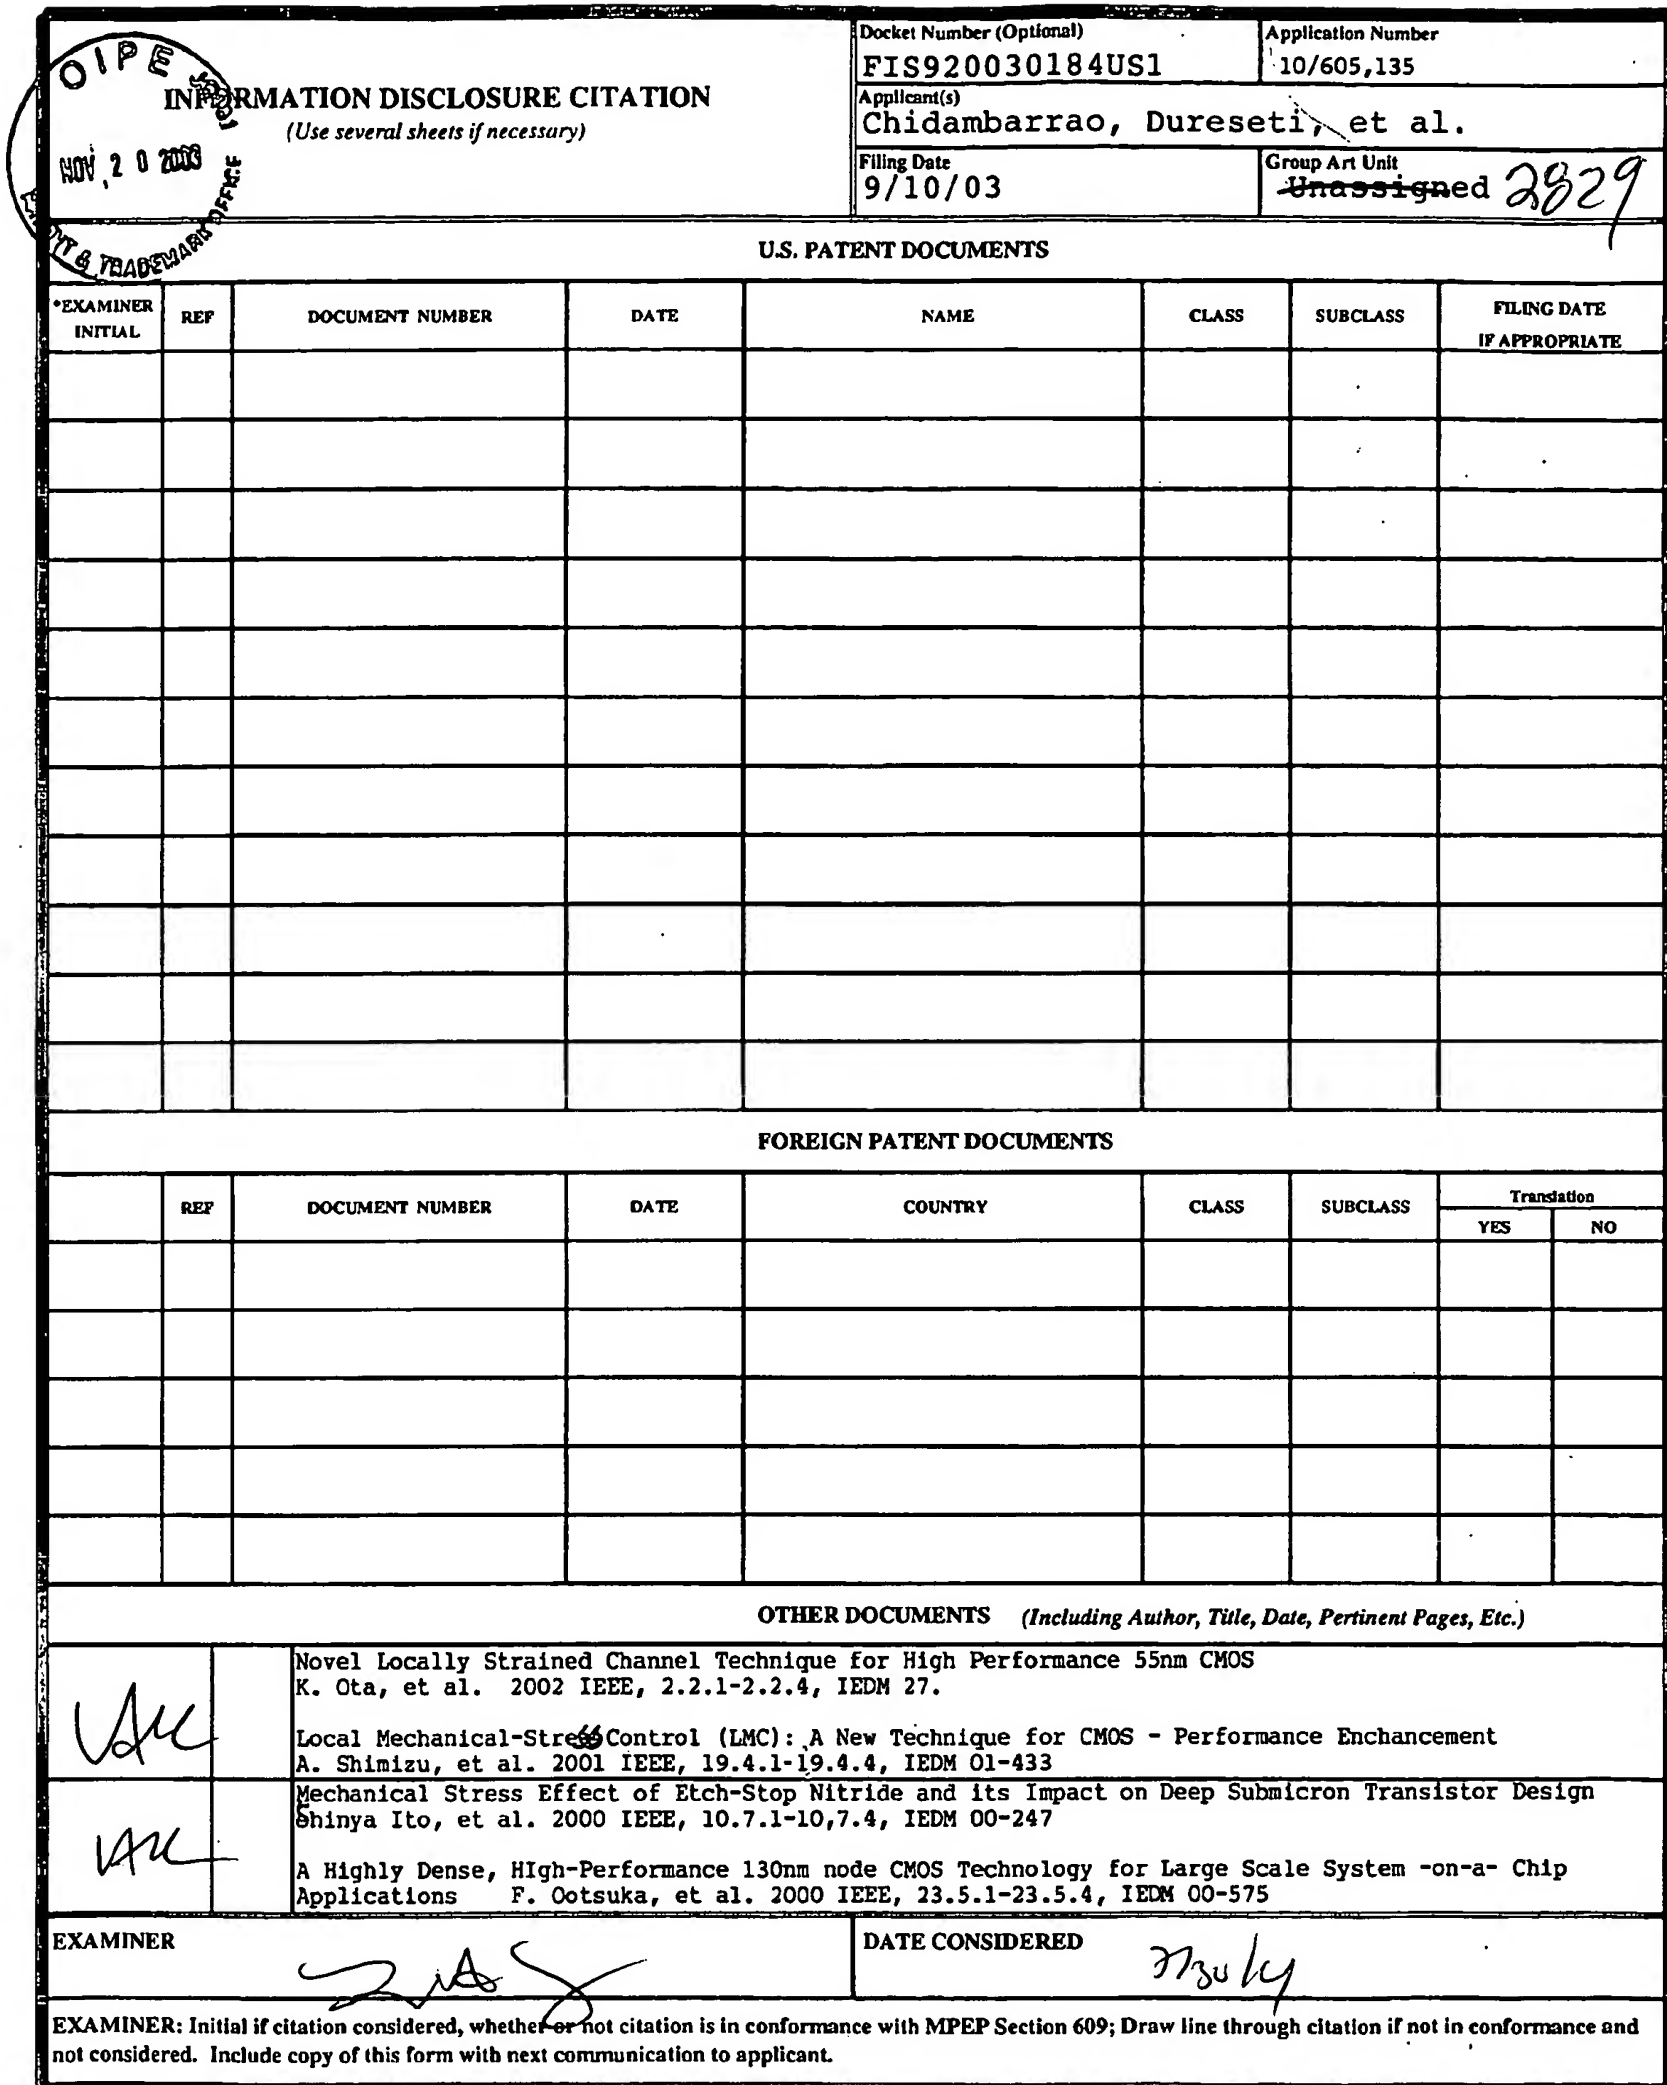 OIPE
NOV 2 0 2003
& TRADEMARK OFFICE
INFORMATION DISCLOSURE CITATION
(Use several sheets if necessary)
Docket Number (Optional)
FIS920030184US1
Application Number
10/605,135
Applicant(s)
Chidambarrao, Dureseti, et al.
Filing Date
9/10/03
Group Art Unit
Unassigned 2829
U.S. PATENT DOCUMENTS
*EXAMINER INITIAL REF DOCUMENT NUMBER DATE NAME CLASS SUBCLASS FILING DATE IF APPROPRIATE
FOREIGN PATENT DOCUMENTS
REF DOCUMENT NUMBER DATE COUNTRY CLASS SUBCLASS Translation
YES NO
OTHER DOCUMENTS (Including Author, Title, Date, Pertinent Pages, Etc.)
Novel Locally Strained Channel Technique for High Performance 55nm CMOS
K. Ota, et al. 2002 IEEE, 2.2.1-2.2.4, IEDM 27.
Local Mechanical-Stress Control (LMC): A New Technique for CMOS - Performance Enchancement
A. Shimizu, et al. 2001 IEEE, 19.4.1-19.4.4, IEDM 01-433
Mechanical Stress Effect of Etch-Stop Nitride and its Impact on Deep Submicron Transistor Design
Shinya Ito, et al. 2000 IEEE, 10.7.1-10,7.4, IEDM 00-247
A Highly Dense, HIgh-Performance 130nm node CMOS Technology for Large Scale System -on-a- Chip
Applications F. Ootsuka, et al. 2000 IEEE, 23.5.1-23.5.4, IEDM 00-575
EXAMINER
DATE CONSIDERED
EXAMINER: Initial if citation considered, whether or not citation is in conformance with MPEP Section 609; Draw line through citation if not in conformance and
not considered. Include copy of this form with next communication to applicant.